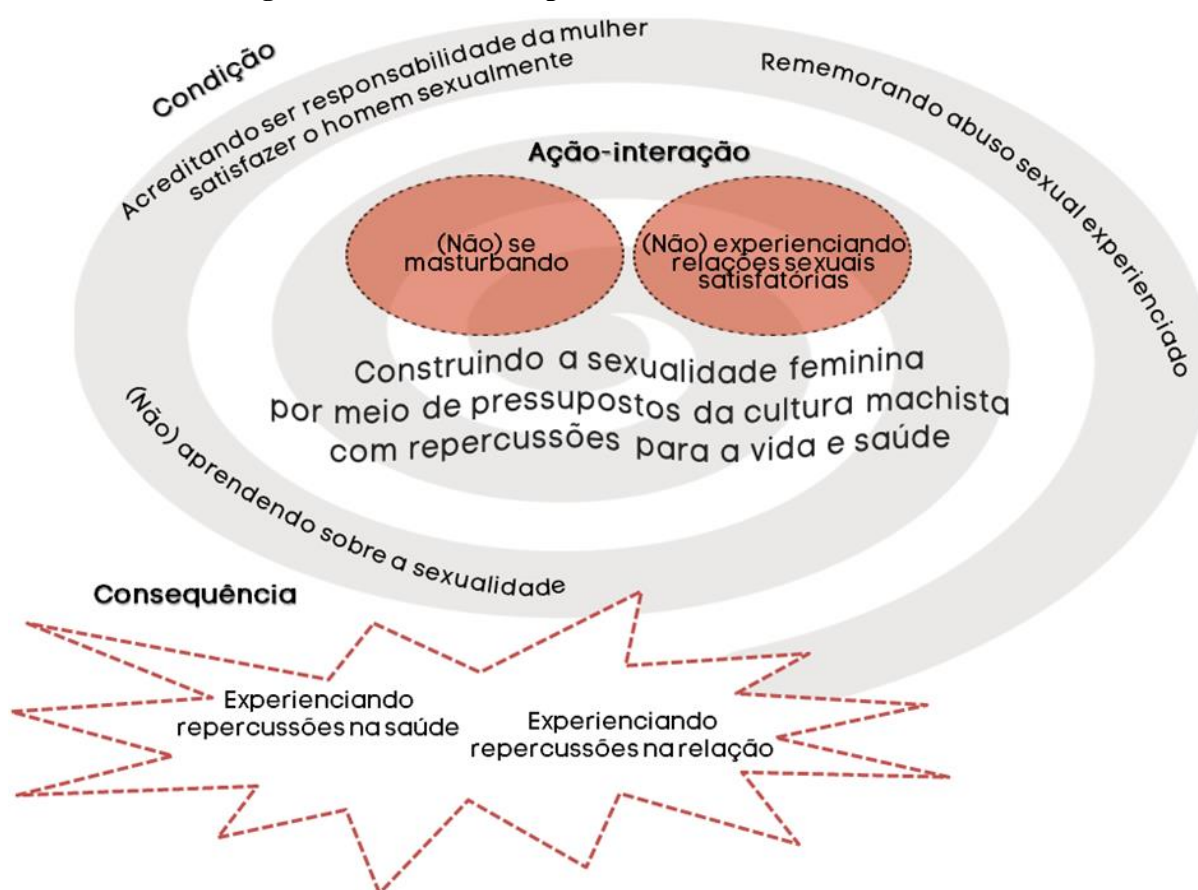 Condição
Acreditando ser responsabilidade da mulher
satisfazer o homem sexualmente
Rememorando abuso sexual experienciado
Ação-interação
(Não) se
masturbando
(Não) experienciando
relações sexuais
satisfatórias
Construindo a sexualidade feminina
por meio de pressupostos da cultura machista
com repercussões para a vida e saúde
(Não) aprendendo sobre a sexualidade
Consequência
Experienciando
repercussões na saúde
Experienciando
repercussões na relação